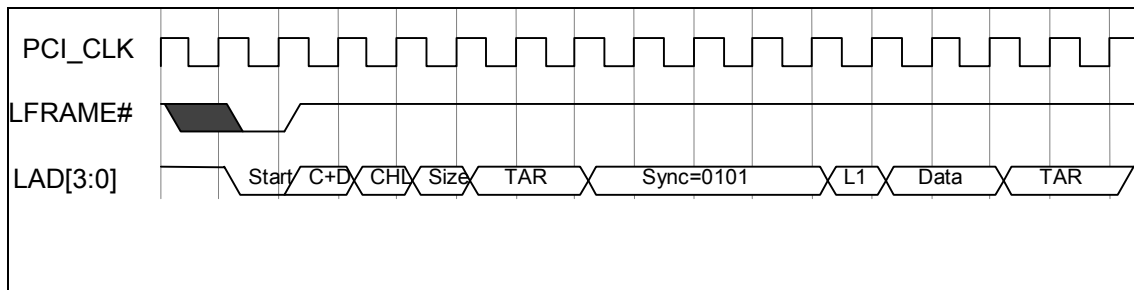 PCI_CLK
LFRAME#
LAD[3:0] Start C+D CHL Size TAR Sync=0101 L1 Data TAR